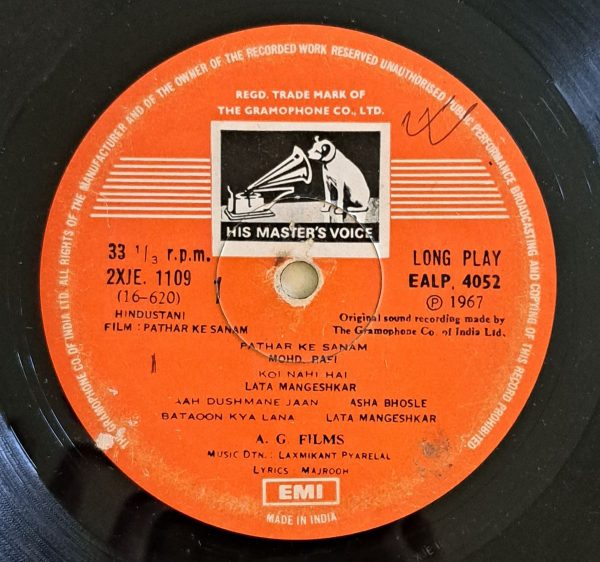 THE GRAMOPHONE CO. OF INDIA LTD. ALL RIGHTS OF THE MANUFACTURER AND OF THE OWNER OF THE RECORDED WORK RESERVED UNAUTHORISED PUBLIC PERFORMANCE BROADCASTING AND COPYING OF THIS RECORD PROHIBITED
REGD. TRADE MARK OF
THE GRAMOPHONE CO., LTD.
HIS MASTER'S VOICE
33 1/3 r.p.m.
2XJE. 1109
(16-620)
LONG PLAY
EALP. 4052
Ⓟ 1967
HINDUSTANI
FILM : PATHAR KE SANAM
Original sound recording made by
The Gramophone Co. of India Ltd.
PATHAR KE SANAM
MOHD. RAFI
KOI NAHI HAI
LATA MANGESHKAR
AAH DUSHMANE JAAN ASHA BHOSLE
BATAOON KYA LANA LATA MANGESHKAR
A. G. FILMS
MUSIC DTN. : LAXMIKANT PYARELAL
LYRICS : MAJROOH
EMI
MADE IN INDIA